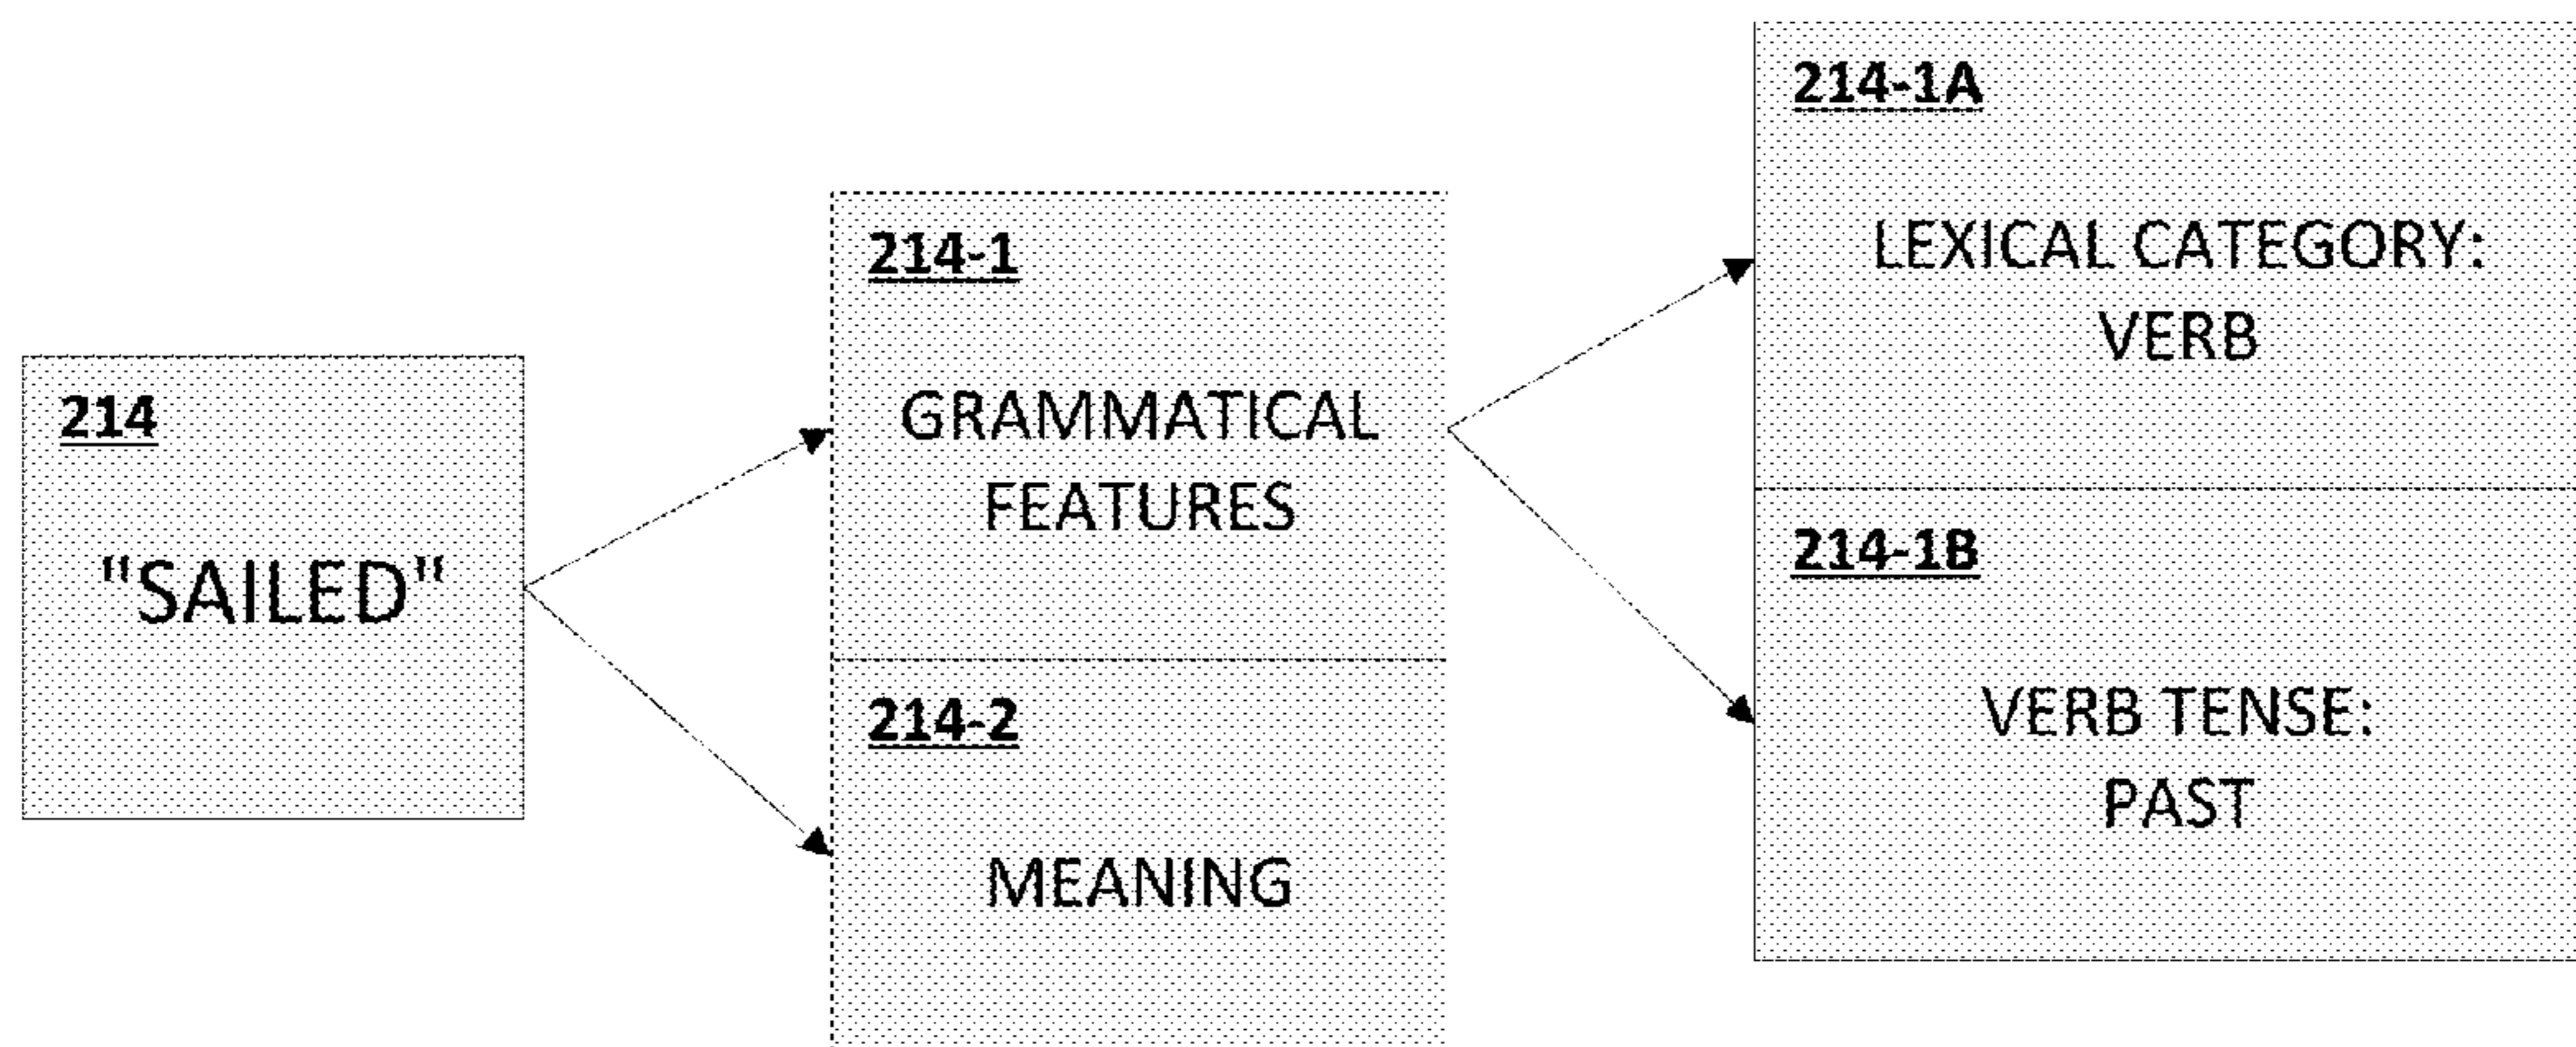 214
"SAILED"
214-1
GRAMMATICAL
FEATURES
214-2
MEANING
214-1A
LEXICAL CATEGORY:
VERB
214-1B
VERB TENSE:
PAST